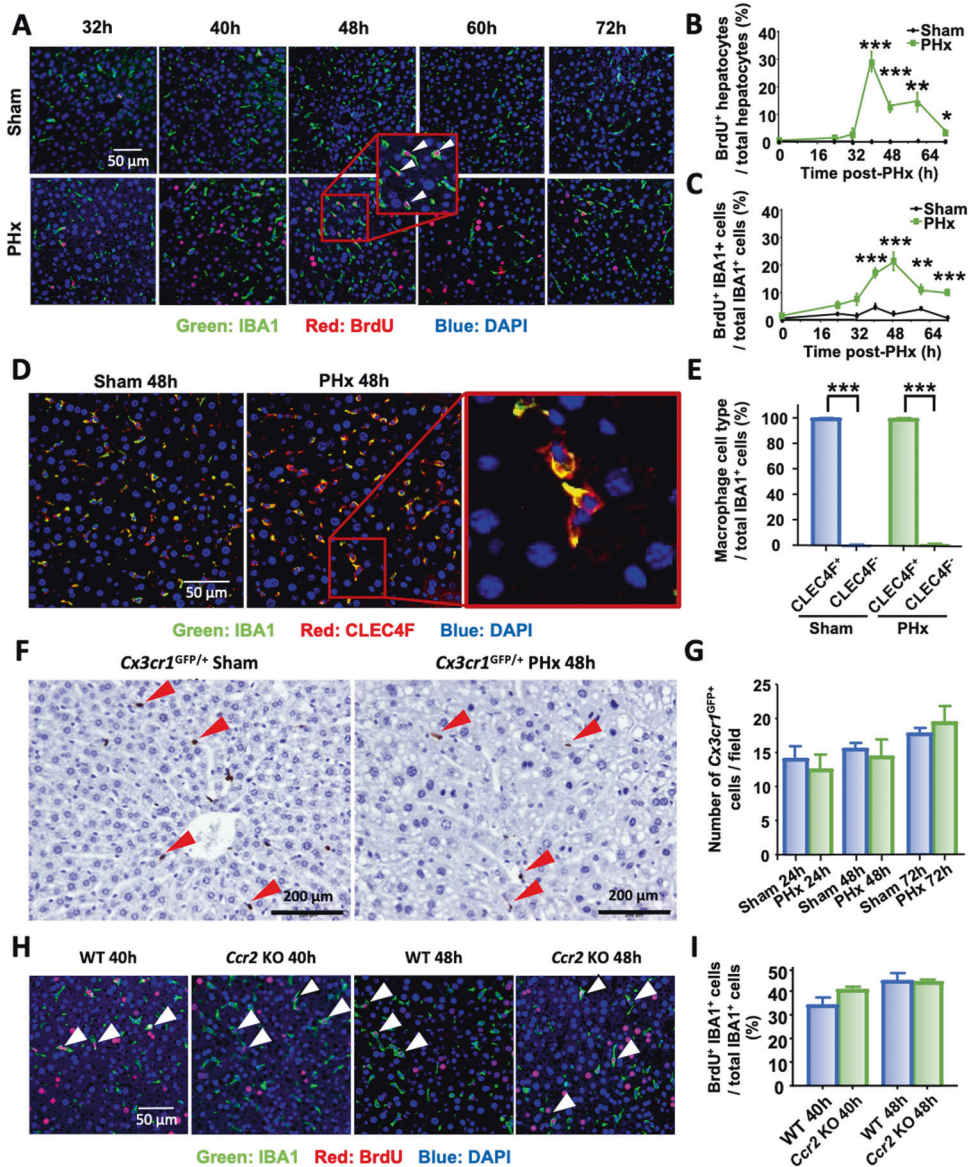 A
32h 40h 48h 60h 72h
Sham
50 μm
PHx
Green: IBA1 Red: BrdU Blue: DAPI
B
BrdU⁺ hepatocytes
/ total hepatocytes (%)
Sham
PHx
40
30
20
10
0
*** *** ** *
0 16 32 48 64
Time post-PHx (h)
C
BrdU⁺ IBA1+ cells
/ total IBA1⁺ cells (%)
Sham
PHx
40
30
20
10
0
*** *** ** ***
0 16 32 48 64
Time post-PHx (h)
D
Sham 48h PHx 48h
50 μm
Green: IBA1 Red: CLEC4F Blue: DAPI
E
Macrophage cell type
/ total IBA1⁺ cells (%)
*** ***
100
80
60
40
20
0
CLEC4F⁺ CLEC4F⁻ CLEC4F⁺ CLEC4F⁻
Sham PHx
F
Cx3cr1ᴳFP/+ Sham Cx3cr1ᴳFP/+ PHx 48h
200 μm 200 μm
G
Number of Cx3cr1ᴳFP+
cells / field
25
20
15
10
5
0
Sham 24h PHx 24h Sham 48h PHx 48h Sham 72h PHx 72h
H
WT 40h Ccr2 KO 40h WT 48h Ccr2 KO 48h
50 μm
Green: IBA1 Red: BrdU Blue: DAPI
I
BrdU⁺ IBA1⁺ cells
/ total IBA1⁺ cells
(%)
50
40
30
20
10
0
WT 40h Ccr2 KO 40h WT 48h Ccr2 KO 48h